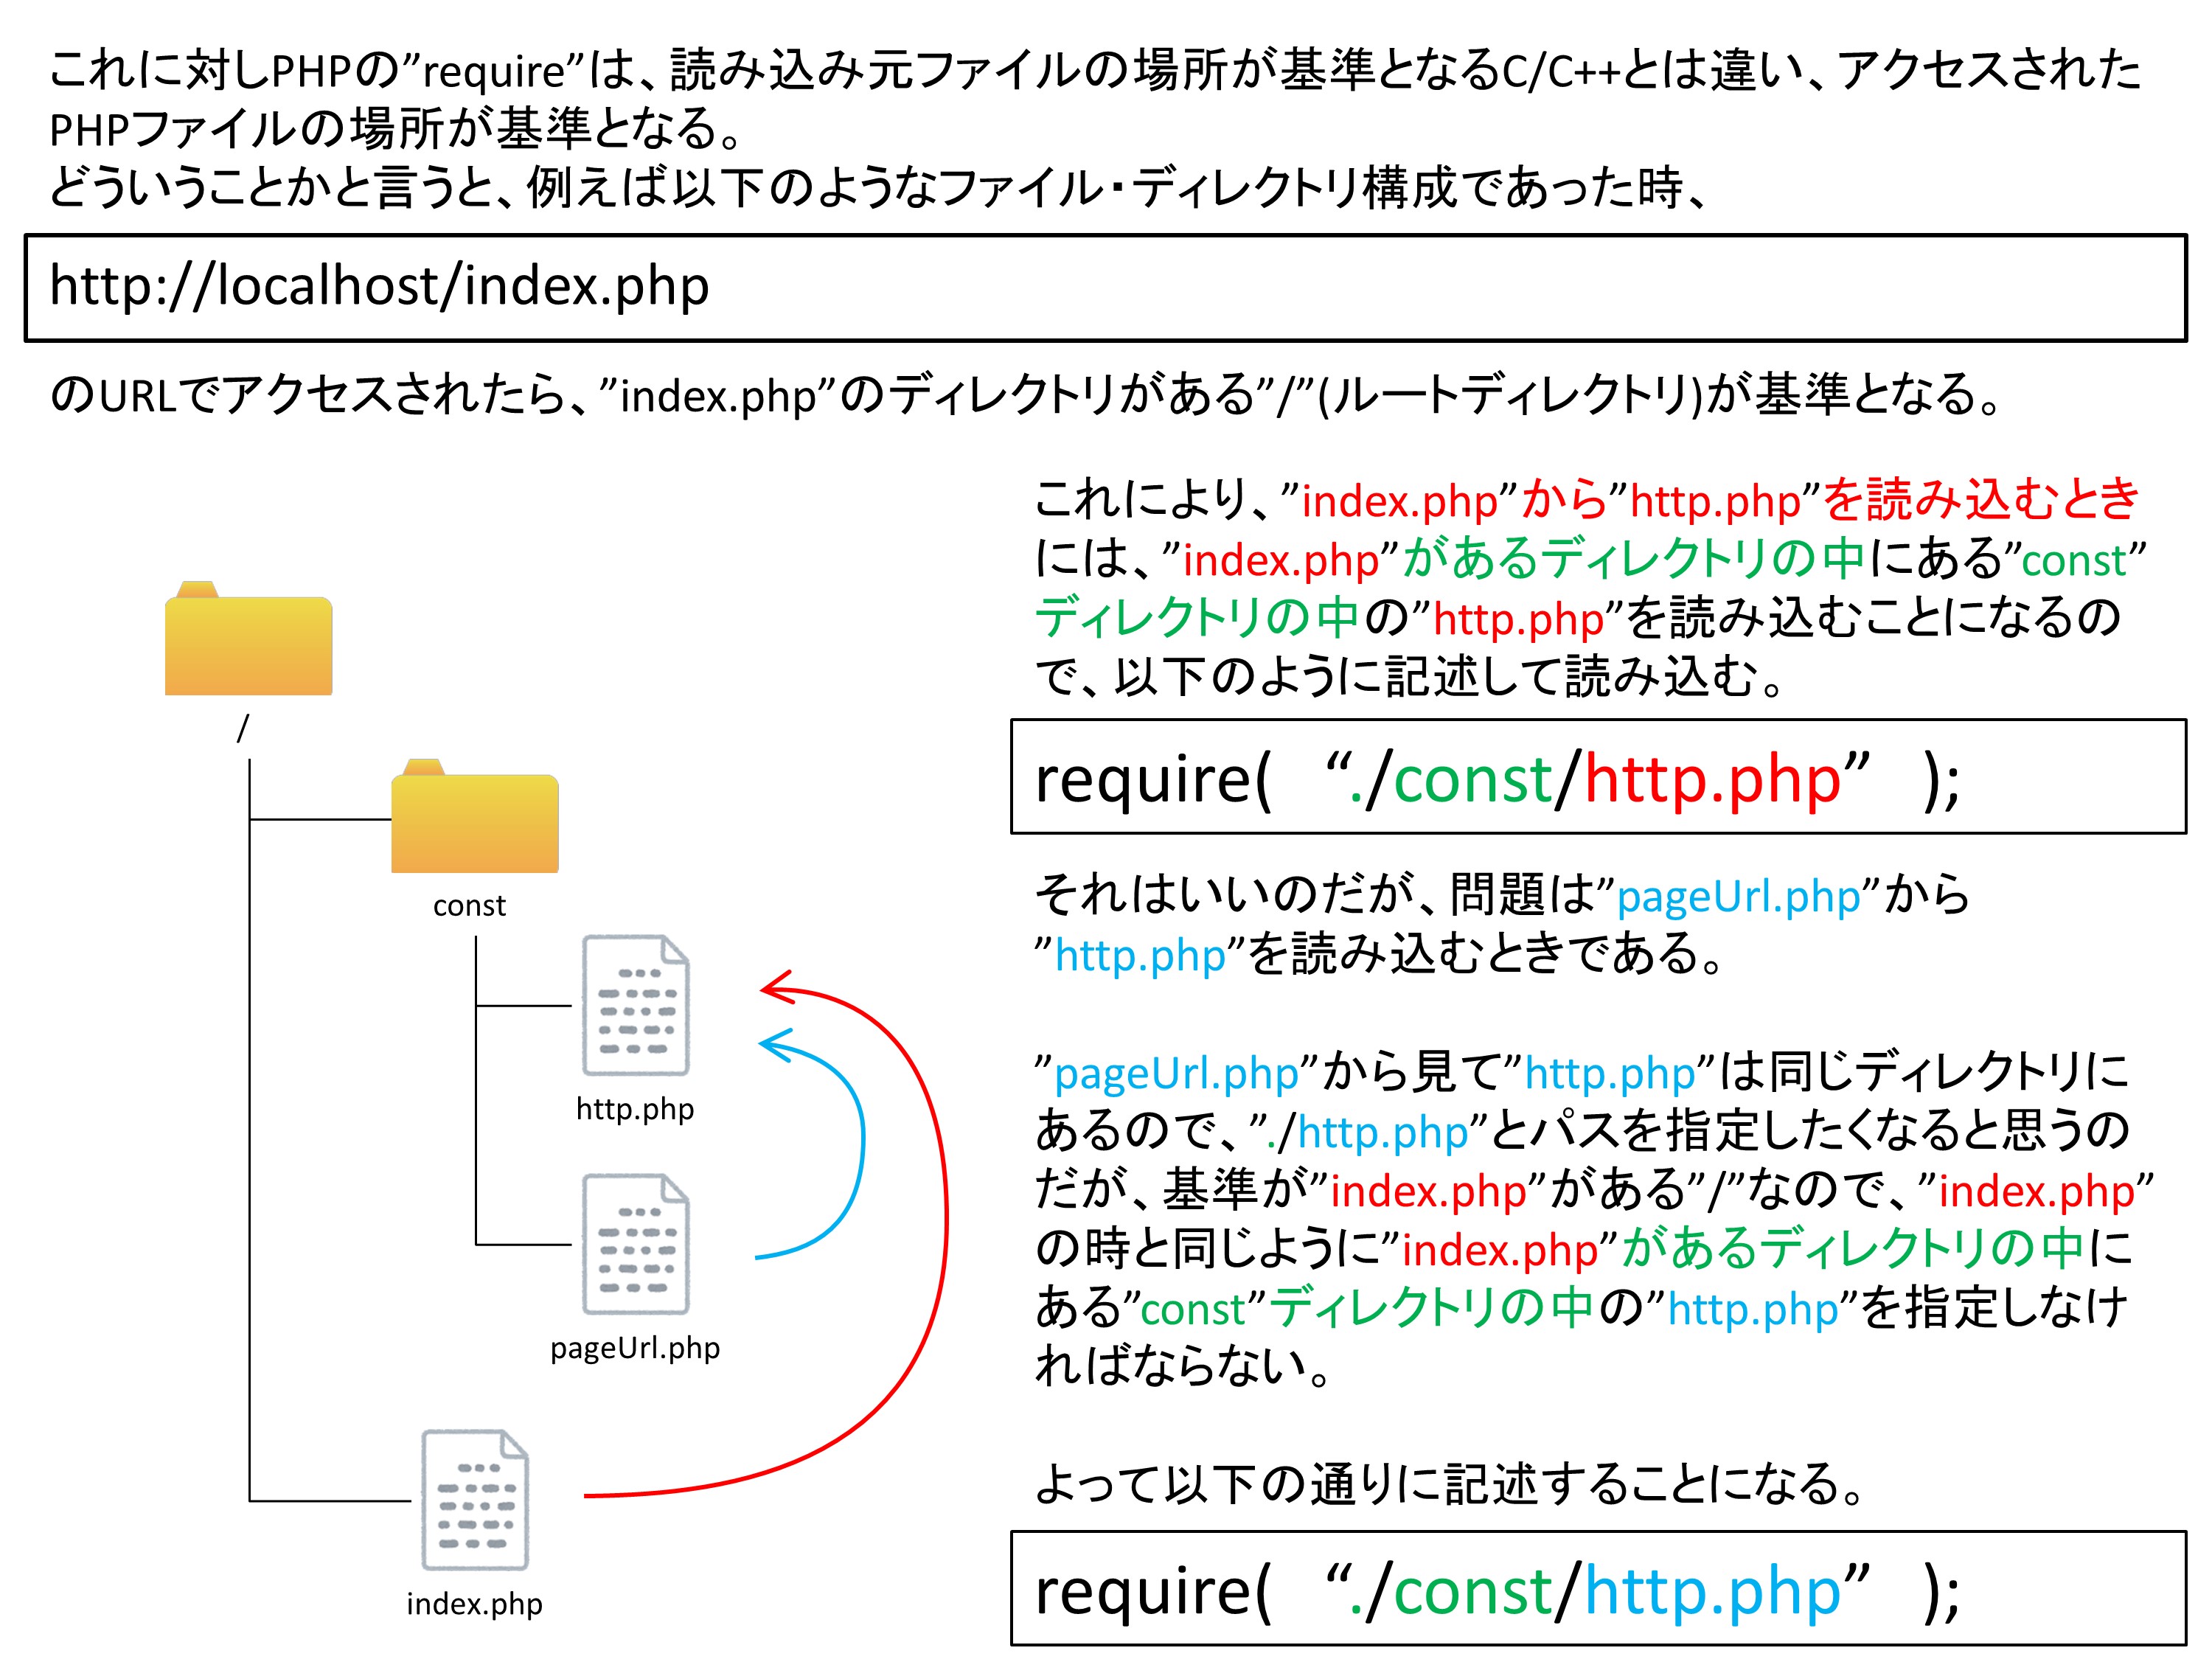 これに対しPHPの”require”は、読み込み元ファイルの場所が基準となるC/C++とは違い、アクセスされた
PHPファイルの場所が基準となる。
どういうことかと言うと、例えば以下のようなファイル・ディレクトリ構成であった時、
http://localhost/index.php
のURLでアクセスされたら、”index.php”のディレクトリがある”/”(ルートディレクトリ)が基準となる。
/
const
http.php
pageUrl.php
index.php
これにより、”index.php”から”http.php”を読み込むとき
には、”index.php”があるディレクトリの中にある”const”
ディレクトリの中の”http.php”を読み込むことになるの
で、以下のように記述して読み込む。
require( “./const/http.php” );
それはいいのだが、問題は”pageUrl.php”から
”http.php”を読み込むときである。
”pageUrl.php”から見て”http.php”は同じディレクトリに
あるので、”./http.php”とパスを指定したくなると思うの
だが、基準が”index.php”がある”/”なので、”index.php”
の時と同じように”index.php”があるディレクトリの中に
ある”const”ディレクトリの中の”http.php”を指定しなけ
ればならない。
よって以下の通りに記述することになる。
require( “./const/http.php” );